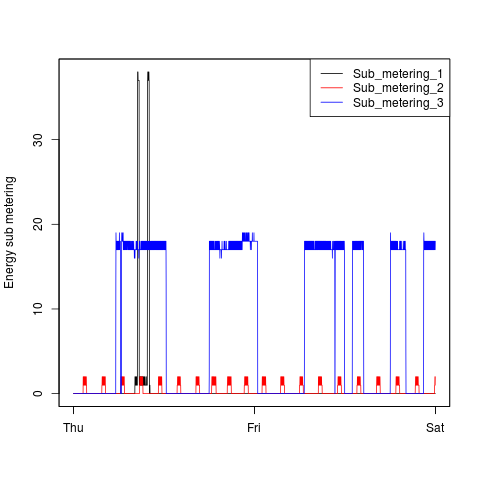 Sub_metering_1
Sub_metering_2
Sub_metering_3
Energy sub metering
30
20
10
0
Thu Fri Sat